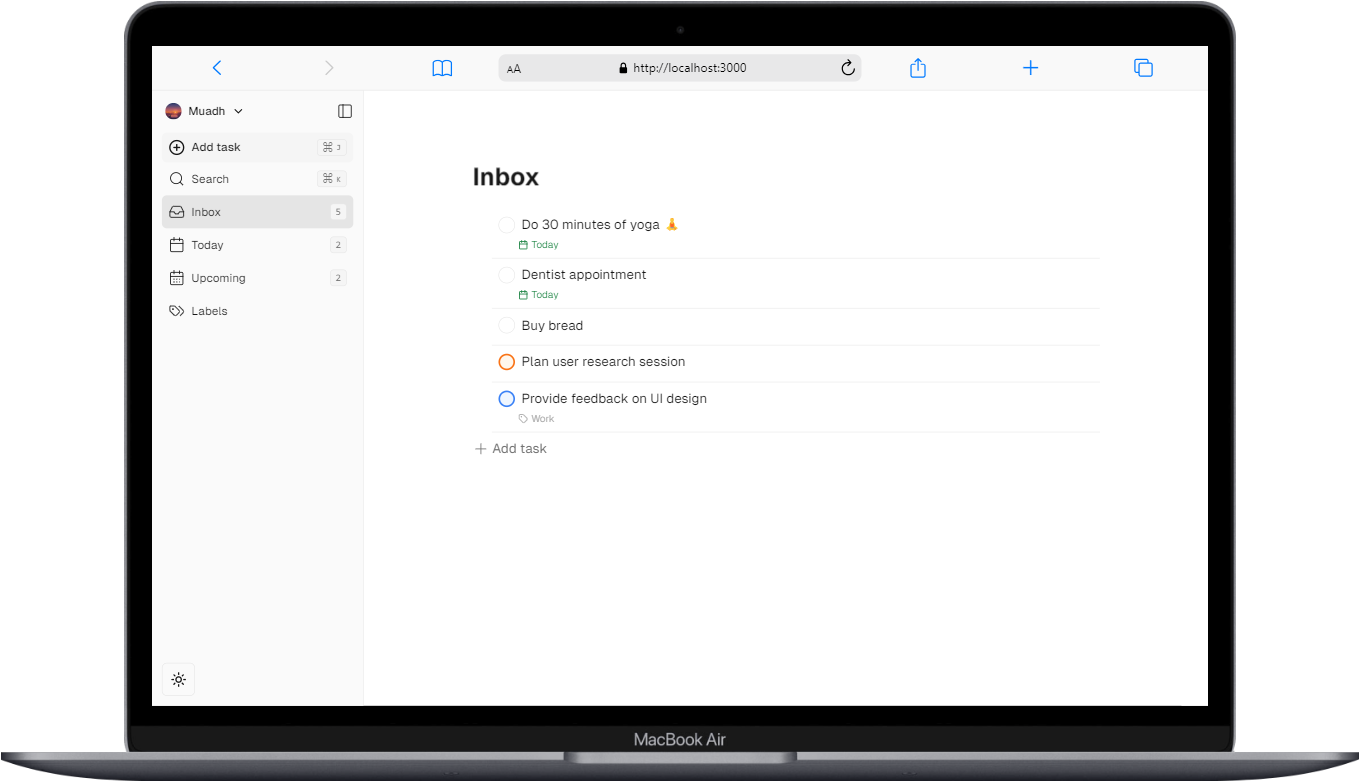 AA http://localhost:3000
Muadh
Add task ⌘ J
Search ⌘ K
Inbox 5
Today 2
Upcoming 2
Labels
Inbox
Do 30 minutes of yoga 🧘
Today
Dentist appointment
Today
Buy bread
Plan user research session
Provide feedback on UI design
Work
Add task
MacBook Air